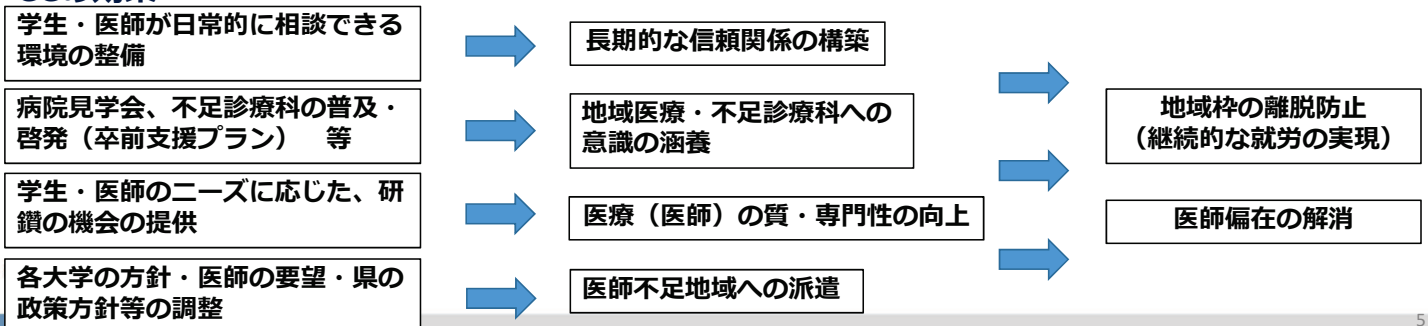 学生・医師が日常的に相談できる
環境の整備
長期的な信頼関係の構築
病院見学会、不足診療科の普及・
啓発（卒前支援プラン）　等
地域医療・不足診療科への
意識の涵養
地域枠の離脱防止
（継続的な就労の実現）
学生・医師のニーズに応じた、研
鑽の機会の提供
医療（医師）の質・専門性の向上
医師偏在の解消
各大学の方針・医師の要望・県の
政策方針等の調整
医師不足地域への派遣
5